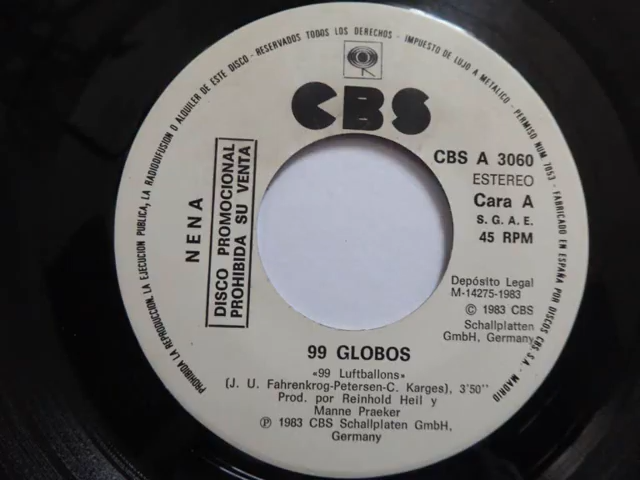 PROHIBIDA LA REPRODUCCION. LA EJECUCION PUBLICA, LA RADIODIFUSION O ALQUILER DE ESTE DISCO - RESERVADOS TODOS LOS DERECHOS - IMPUESTO DE LUJO A METALICO - PERMISO NUM. 7053 - FABRICADO EN ESPAÑA POR DISCOS CBS, S.A. - MADRID
CBS
NENA
DISCO PROMOCIONAL
PROHIBIDA SU VENTA
CBS A 3060
ESTEREO
Cara A
S. G. A. E.
45 RPM
Depósito Legal
M-14275-1983
© 1983 CBS
Schallplatten
GmbH, Germany
99 GLOBOS
«99 Luftballons»
(J. U. Fahrenkrog-Petersen-C. Karges), 3'50''
Prod. por Reinhold Heil y
Manne Praeker
℗ 1983 CBS Schallplaten GmbH,
Germany